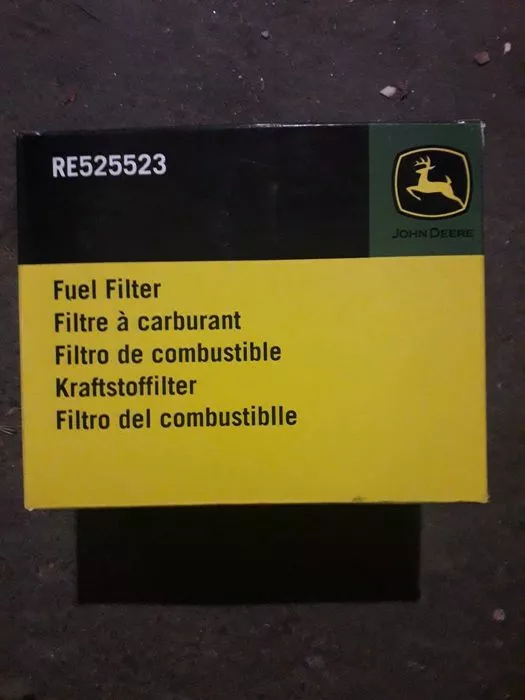 RE525523
JOHN DEERE
Fuel Filter
Filtre à carburant
Filtro de combustible
Kraftstoffilter
Filtro del combustiblle